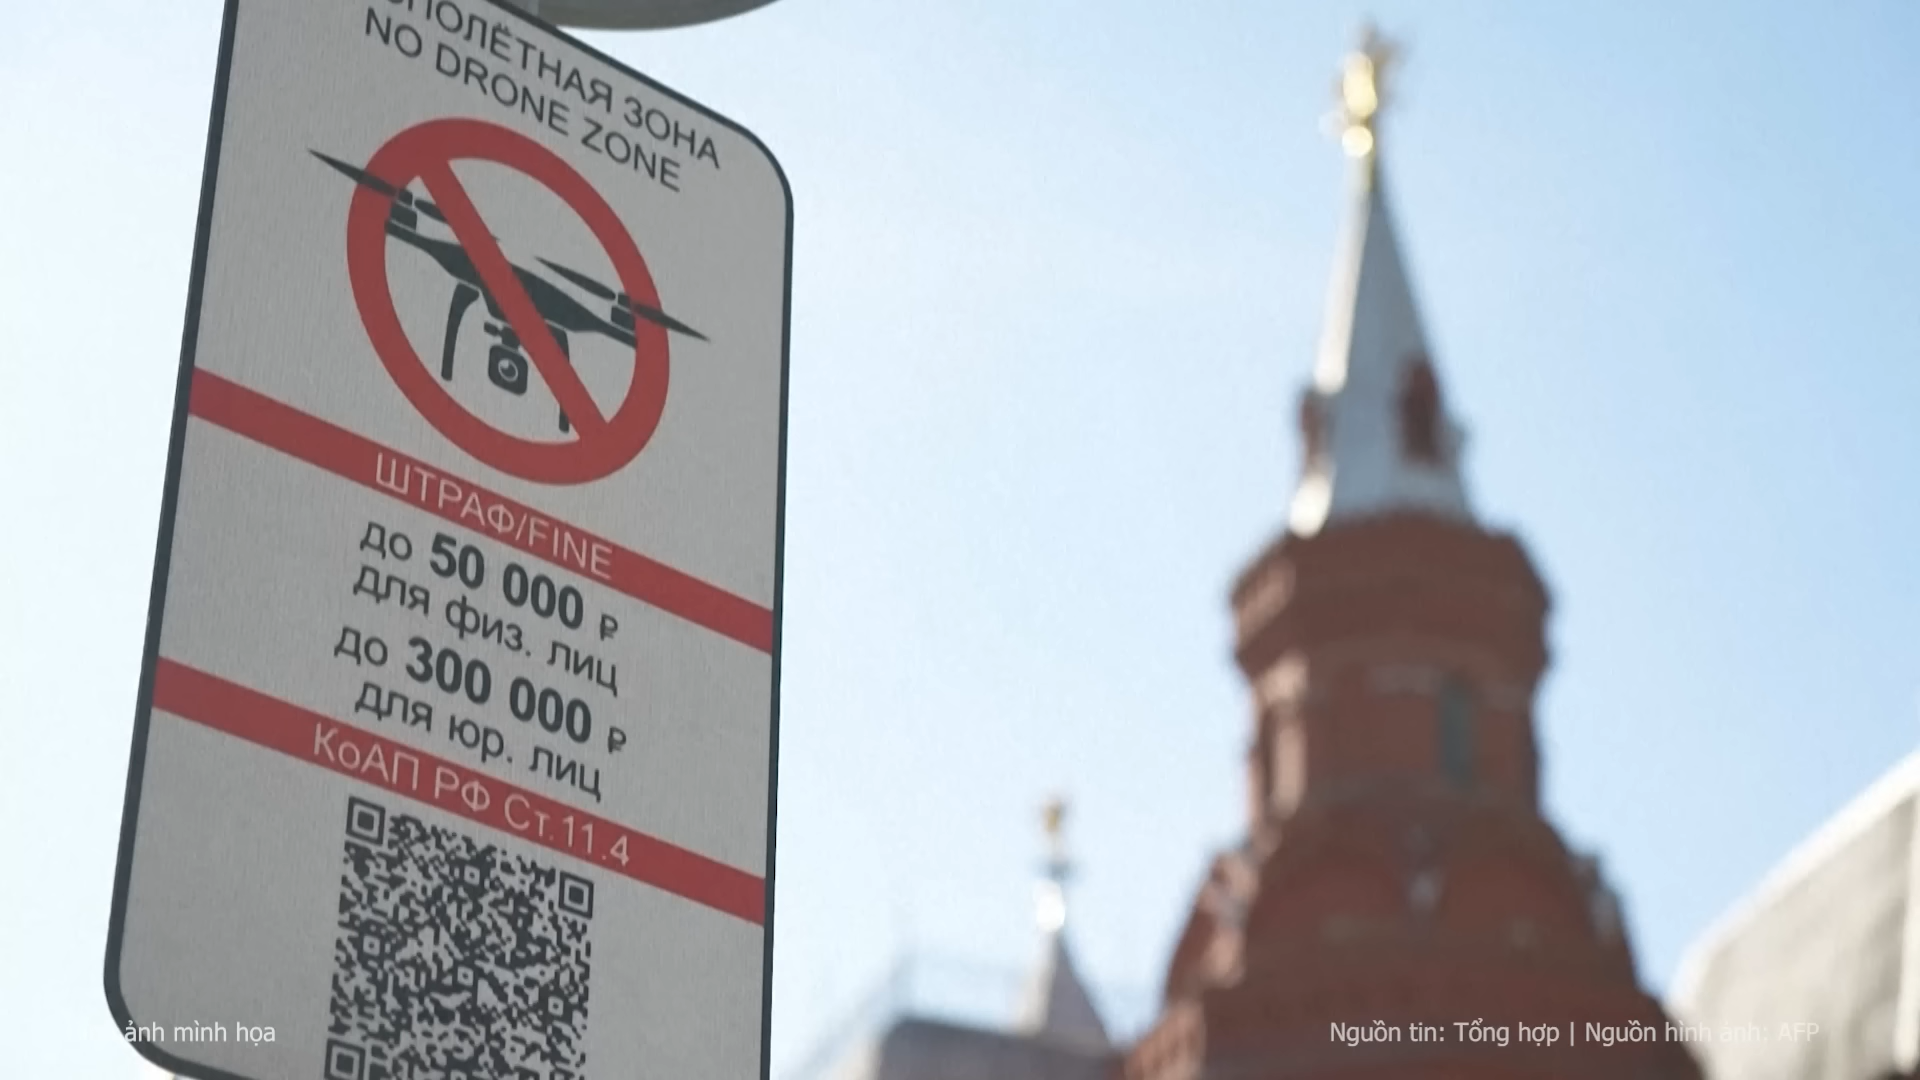 ЗОНА
NO DRONE ZONE
ШТРАФ/FINE
до 50 000 ₽
для физ. лиц
до 300 000 ₽
для юр. лиц
КоАП РФ Ст.11.4
ảnh minh họa
Nguồn tin: Tổng hợp | Nguồn hình ảnh: AFP